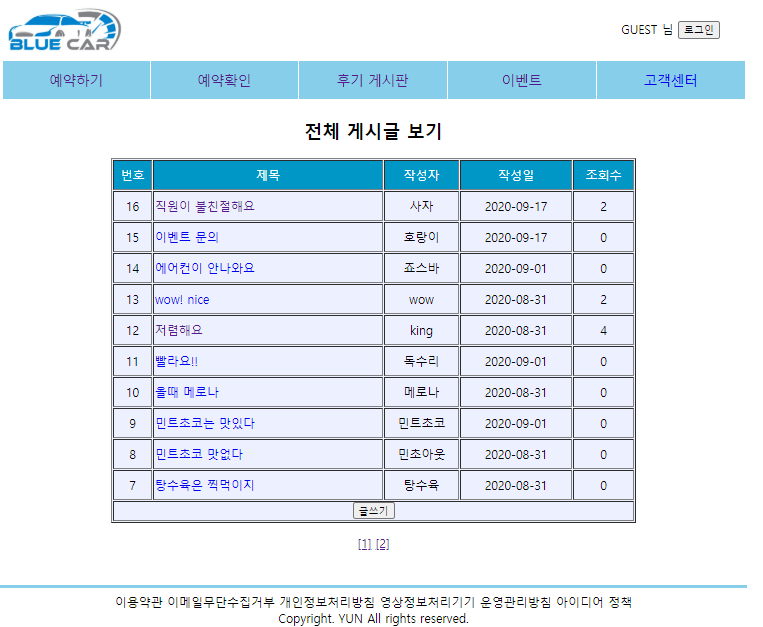 BLUE CAR
GUEST 님 로그인
예약하기 예약확인 후기 게시판 이벤트 고객센터
전체 게시글 보기
번호 제목 작성자 작성일 조회수
16 직원이 불친절해요 사자 2020-09-17 2
15 이벤트 문의 호랑이 2020-09-17 0
14 에어컨이 안나와요 죠스바 2020-09-01 0
13 wow! nice wow 2020-08-31 2
12 저렴해요 king 2020-08-31 4
11 빨라요!! 독수리 2020-09-01 0
10 올때 메로나 메로나 2020-08-31 0
9 민트초코는 맛있다 민트초코 2020-09-01 0
8 민트초코 맛없다 민초아웃 2020-08-31 0
7 탕수육은 찍먹이지 탕수육 2020-08-31 0
글쓰기
[1] [2]
이용약관 이메일무단수집거부 개인정보처리방침 영상정보처리기기 운영관리방침 아이디어 정책
Copyright. YUN All rights reserved.